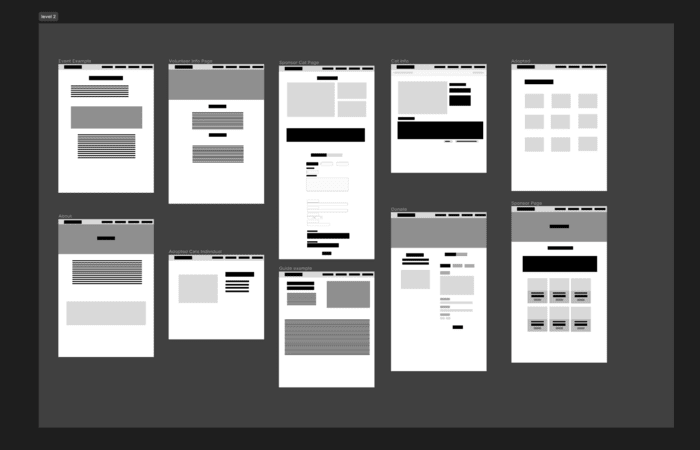 level 2
Event Example
Volunteer Info Page
Sponsor Cat Page
Cat Info
Adopted
About
Adopted Cats Individual
Guide example
Donate
Sponsor Page